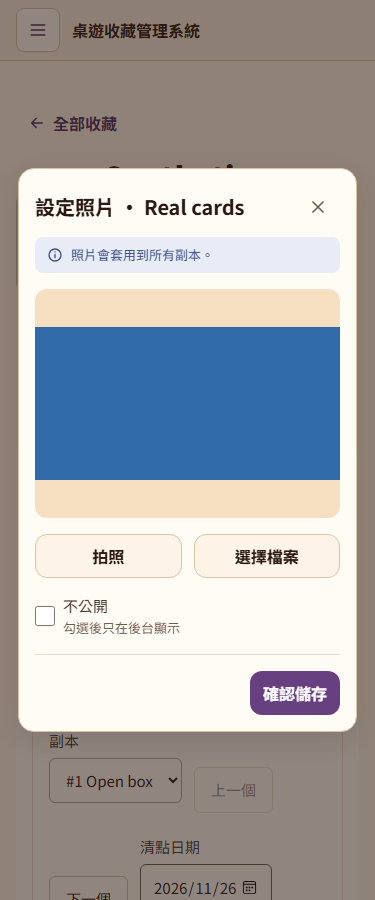 桌遊收藏管理系統
← 全部收藏
設定照片 · Real cards
照片會套用到所有副本。
拍照
選擇檔案
不公開
勾選後只在後台顯示
確認儲存
副本
#1 Open box
上一個
清點日期
下一個
2026/11/26